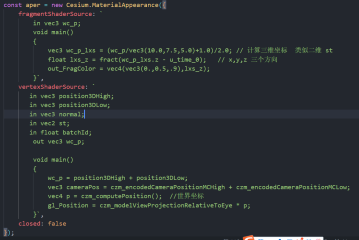 const aper = new Cesium.MaterialAppearance({
fragmentShaderSource: `
in vec3 wc_p;
void main()
{
vec3 wc_p_lxs = (wc_p/vec3(10.0,7.5,5.0)+1.0)/2.0; // 计算三维坐标 类似二维 st
float lxs_z = fract(wc_p_lxs.z - u_time_0); // x,y,z 三个方向
out_FragColor = vec4(vec3(0.,0.5,.9),lxs_z);
}`,
vertexShaderSource: `
in vec3 position3DHigh;
in vec3 position3DLow;
in vec3 normal;
in vec2 st;
in float batchId;
out vec3 wc_p;
void main()
{
wc_p = position3DHigh + position3DLow;
vec3 cameraPos = czm_encodedCameraPositionMCHigh + czm_encodedCameraPositionMCLow;
vec4 p = czm_computePosition(); //世界坐标
gl_Position = czm_modelViewProjectionRelativeToEye * p;
}`,
closed: false
});